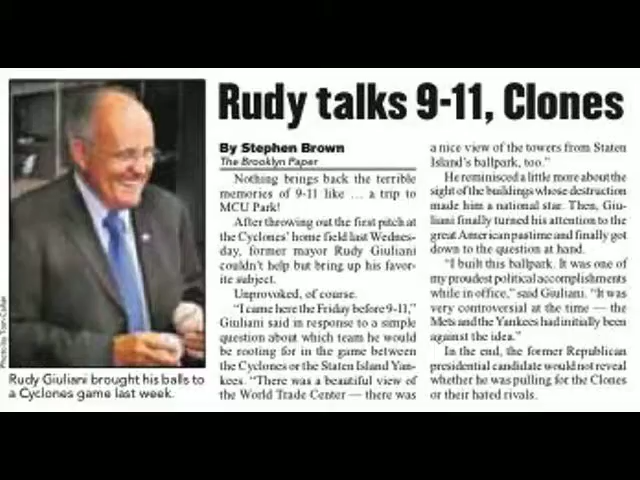 Rudy talks 9-11, Clones
By Stephen Brown
The Brooklyn Paper
Nothing brings back the terrible
memories of 9-11 like … a trip to
MCU Park!
After throwing out the first pitch at
the Cyclones' home field last Wednes-
day, former mayor Rudy Giuliani
couldn't help but bring up his favor-
ite subject.
Unprovoked, of course.
"I came here the Friday before 9-11,"
Giuliani said in response to a simple
question about which team he would
be rooting for in the game between
the Cyclones or the Staten Island Yan-
kees. "There was a beautiful view of
the World Trade Center — there was
a nice view of the towers from Staten
Island's ballpark, too."
He reminisced a little more about the
sight of the buildings whose destruction
made him a national star. Then, Giu-
liani finally turned his attention to the
great American pastime and finally got
down to the question at hand.
"I built this ballpark. It was one of
my proudest political accomplishments
while in office," said Giuliani. "It was
very controversial at the time — the
Mets and the Yankees had initially been
against the idea."
In the end, the former Republican
presidential candidate would not reveal
whether he was pulling for the Clones
or their hated rivals.
Photo by Tom Callan
Rudy Giuliani brought his balls to
a Cyclones game last week.